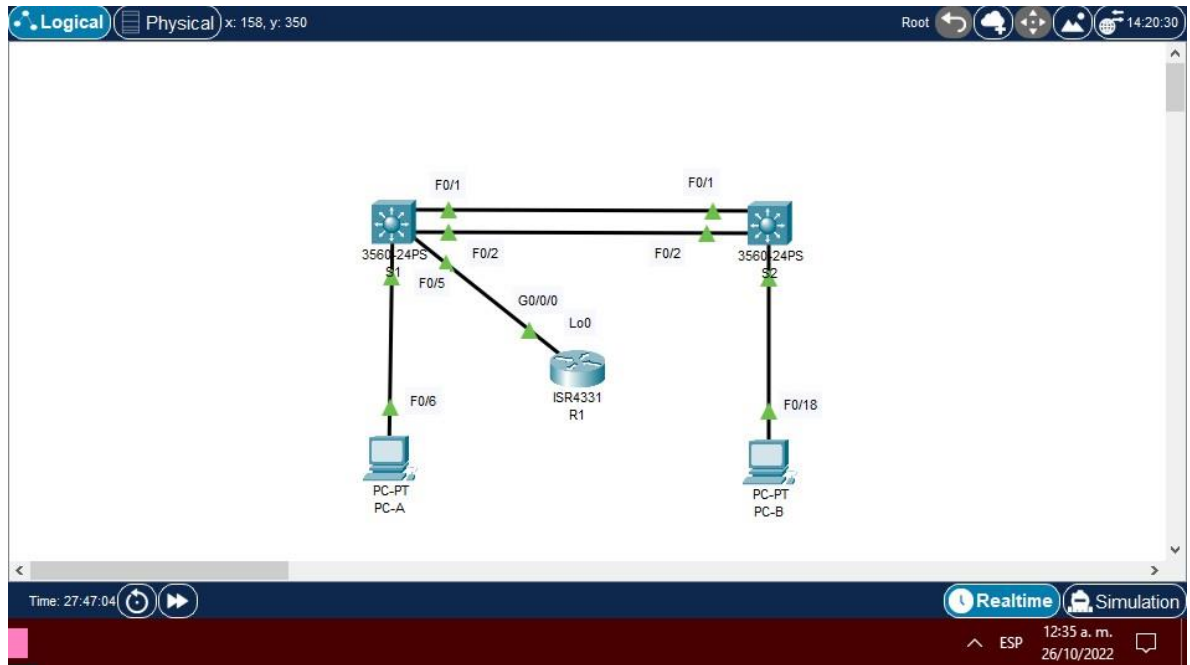 Logical Physical x: 158, y: 350 Root 14:20:30
F0/1 F0/1
3560-24PS F0/2 F0/2 3560-24PS
S1 S2
F0/5
G0/0/0
Lo0
ISR4331
R1
F0/6 F0/18
PC-PT PC-PT
PC-A PC-B
Time: 27:47:04 Realtime Simulation
ESP 12:35 a. m.
26/10/2022